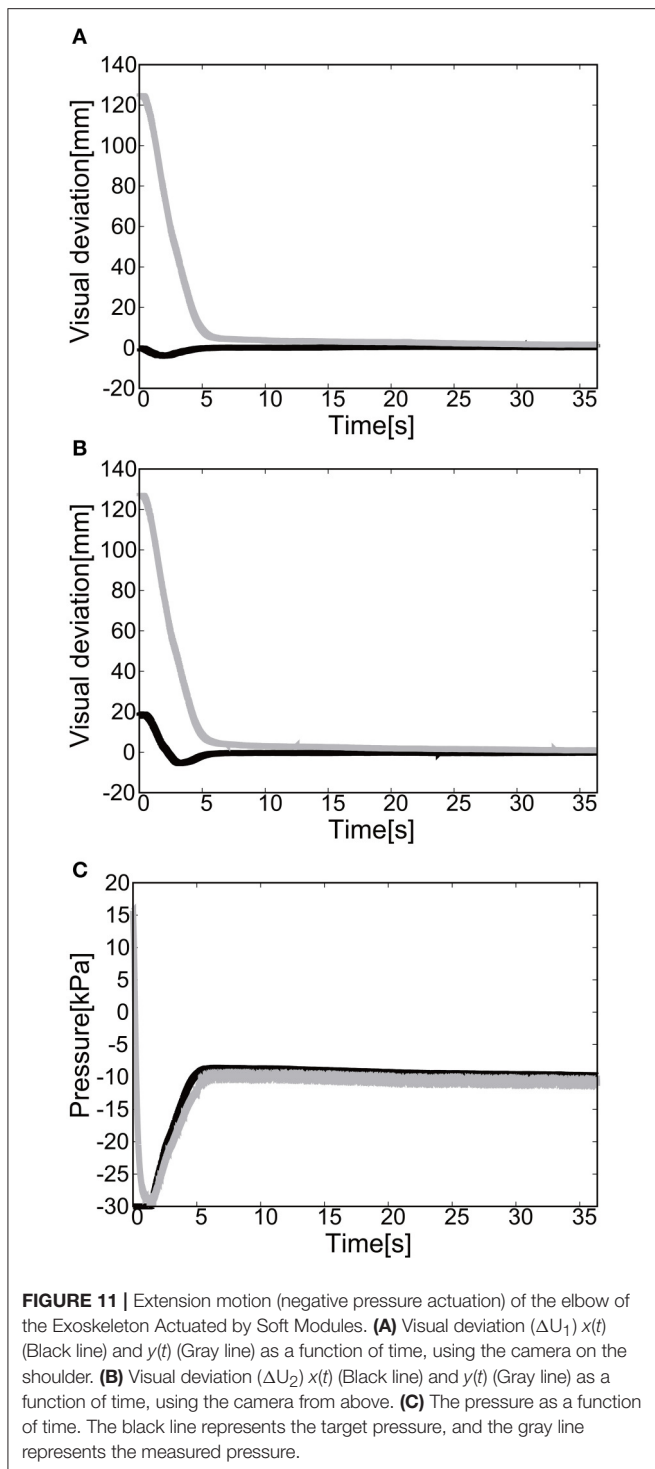 A
Visual deviation[mm]
140
120
100
80
60
40
20
0
-20
0 5 10 15 20 25 30 35
Time[s]
B
Visual deviation[mm]
140
120
100
80
60
40
20
0
-20
0 5 10 15 20 25 30 35
Time[s]
C
Pressure[kPa]
20
15
10
5
0
-5
-10
-15
-20
-25
-30
0 5 10 15 20 25 30 35
Time[s]
FIGURE 11 | Extension motion (negative pressure actuation) of the elbow of
the Exoskeleton Actuated by Soft Modules. (A) Visual deviation (ΔU₁) x(t)
(Black line) and y(t) (Gray line) as a function of time, using the camera on the
shoulder. (B) Visual deviation (ΔU₂) x(t) (Black line) and y(t) (Gray line) as a
function of time, using the camera from above. (C) The pressure as a function
of time. The black line represents the target pressure, and the gray line
represents the measured pressure.